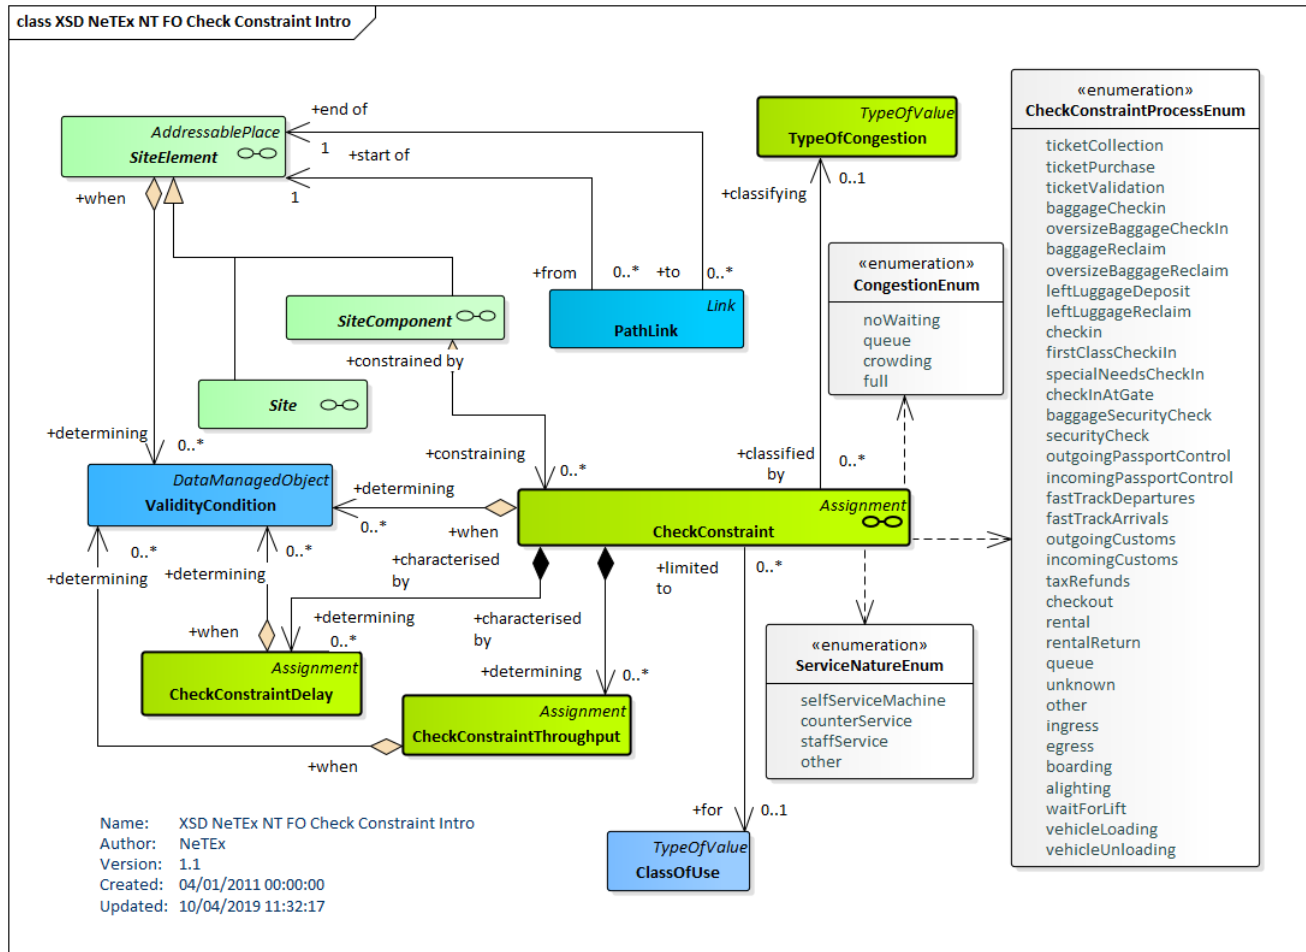 class XSD NeTEx NT FO Check Constraint Intro
AddressablePlace
SiteElement
+when
+end of
1
+start of
1
TypeOfValue
TypeOfCongestion
0..1
+classifying
«enumeration»
CheckConstraintProcessEnum
ticketCollection
ticketPurchase
ticketValidation
baggageCheckin
oversizeBaggageCheckIn
baggageReclaim
oversizeBaggageReclaim
leftLuggageDeposit
leftLuggageReclaim
checkin
firstClassCheckiIn
specialNeedsCheckIn
checkInAtGate
baggageSecurityCheck
securityCheck
outgoingPassportControl
incomingPassportControl
fastTrackDepartures
fastTrackArrivals
outgoingCustoms
incomingCustoms
taxRefunds
checkout
rental
rentalReturn
queue
unknown
other
ingress
egress
boarding
alighting
waitForLift
vehicleLoading
vehicleUnloading
«enumeration»
CongestionEnum
noWaiting
queue
crowding
full
+from
0..*
+to
0..*
Link
PathLink
SiteComponent
+constrained by
Site
+determining
0..*
+constraining
0..*
+classified
by
0..*
DataManagedObject
ValidityCondition
+determining
0..*
+when
Assignment
CheckConstraint
0..*
+determining
0..*
+determining
+characterised
by
+limited
to
0..*
+characterised
by
+when
+determining
0..*
+determining
0..*
Assignment
CheckConstraintDelay
Assignment
CheckConstraintThroughput
+when
«enumeration»
ServiceNatureEnum
selfServiceMachine
counterService
staffService
other
+for
0..1
TypeOfValue
ClassOfUse
Name: XSD NeTEx NT FO Check Constraint Intro
Author: NeTEx
Version: 1.1
Created: 04/01/2011 00:00:00
Updated: 10/04/2019 11:32:17